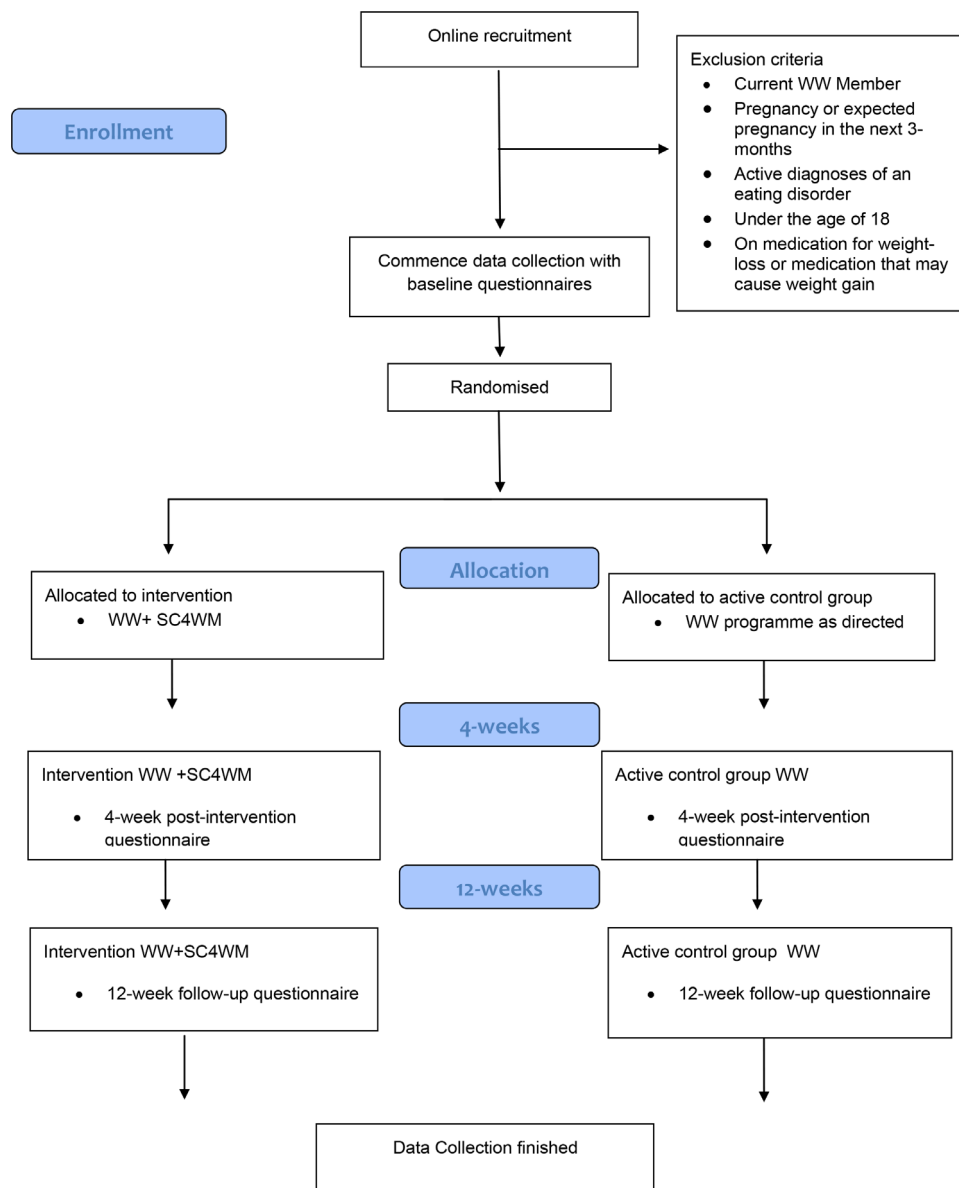 Online recruitment
Exclusion criteria
• Current WW Member
• Pregnancy or expected
pregnancy in the next 3-
months
• Active diagnoses of an
eating disorder
• Under the age of 18
• On medication for weight-
loss or medication that may
cause weight gain
Enrollment
Commence data collection with
baseline questionnaires
Randomised
Allocation
Allocated to intervention
• WW+ SC4WM
Allocated to active control group
• WW programme as directed
4-weeks
Intervention WW +SC4WM
• 4-week post-intervention
questionnaire
Active control group WW
• 4-week post-intervention
questionnaire
12-weeks
Intervention WW+SC4WM
• 12-week follow-up questionnaire
Active control group WW
• 12-week follow-up questionnaire
Data Collection finished